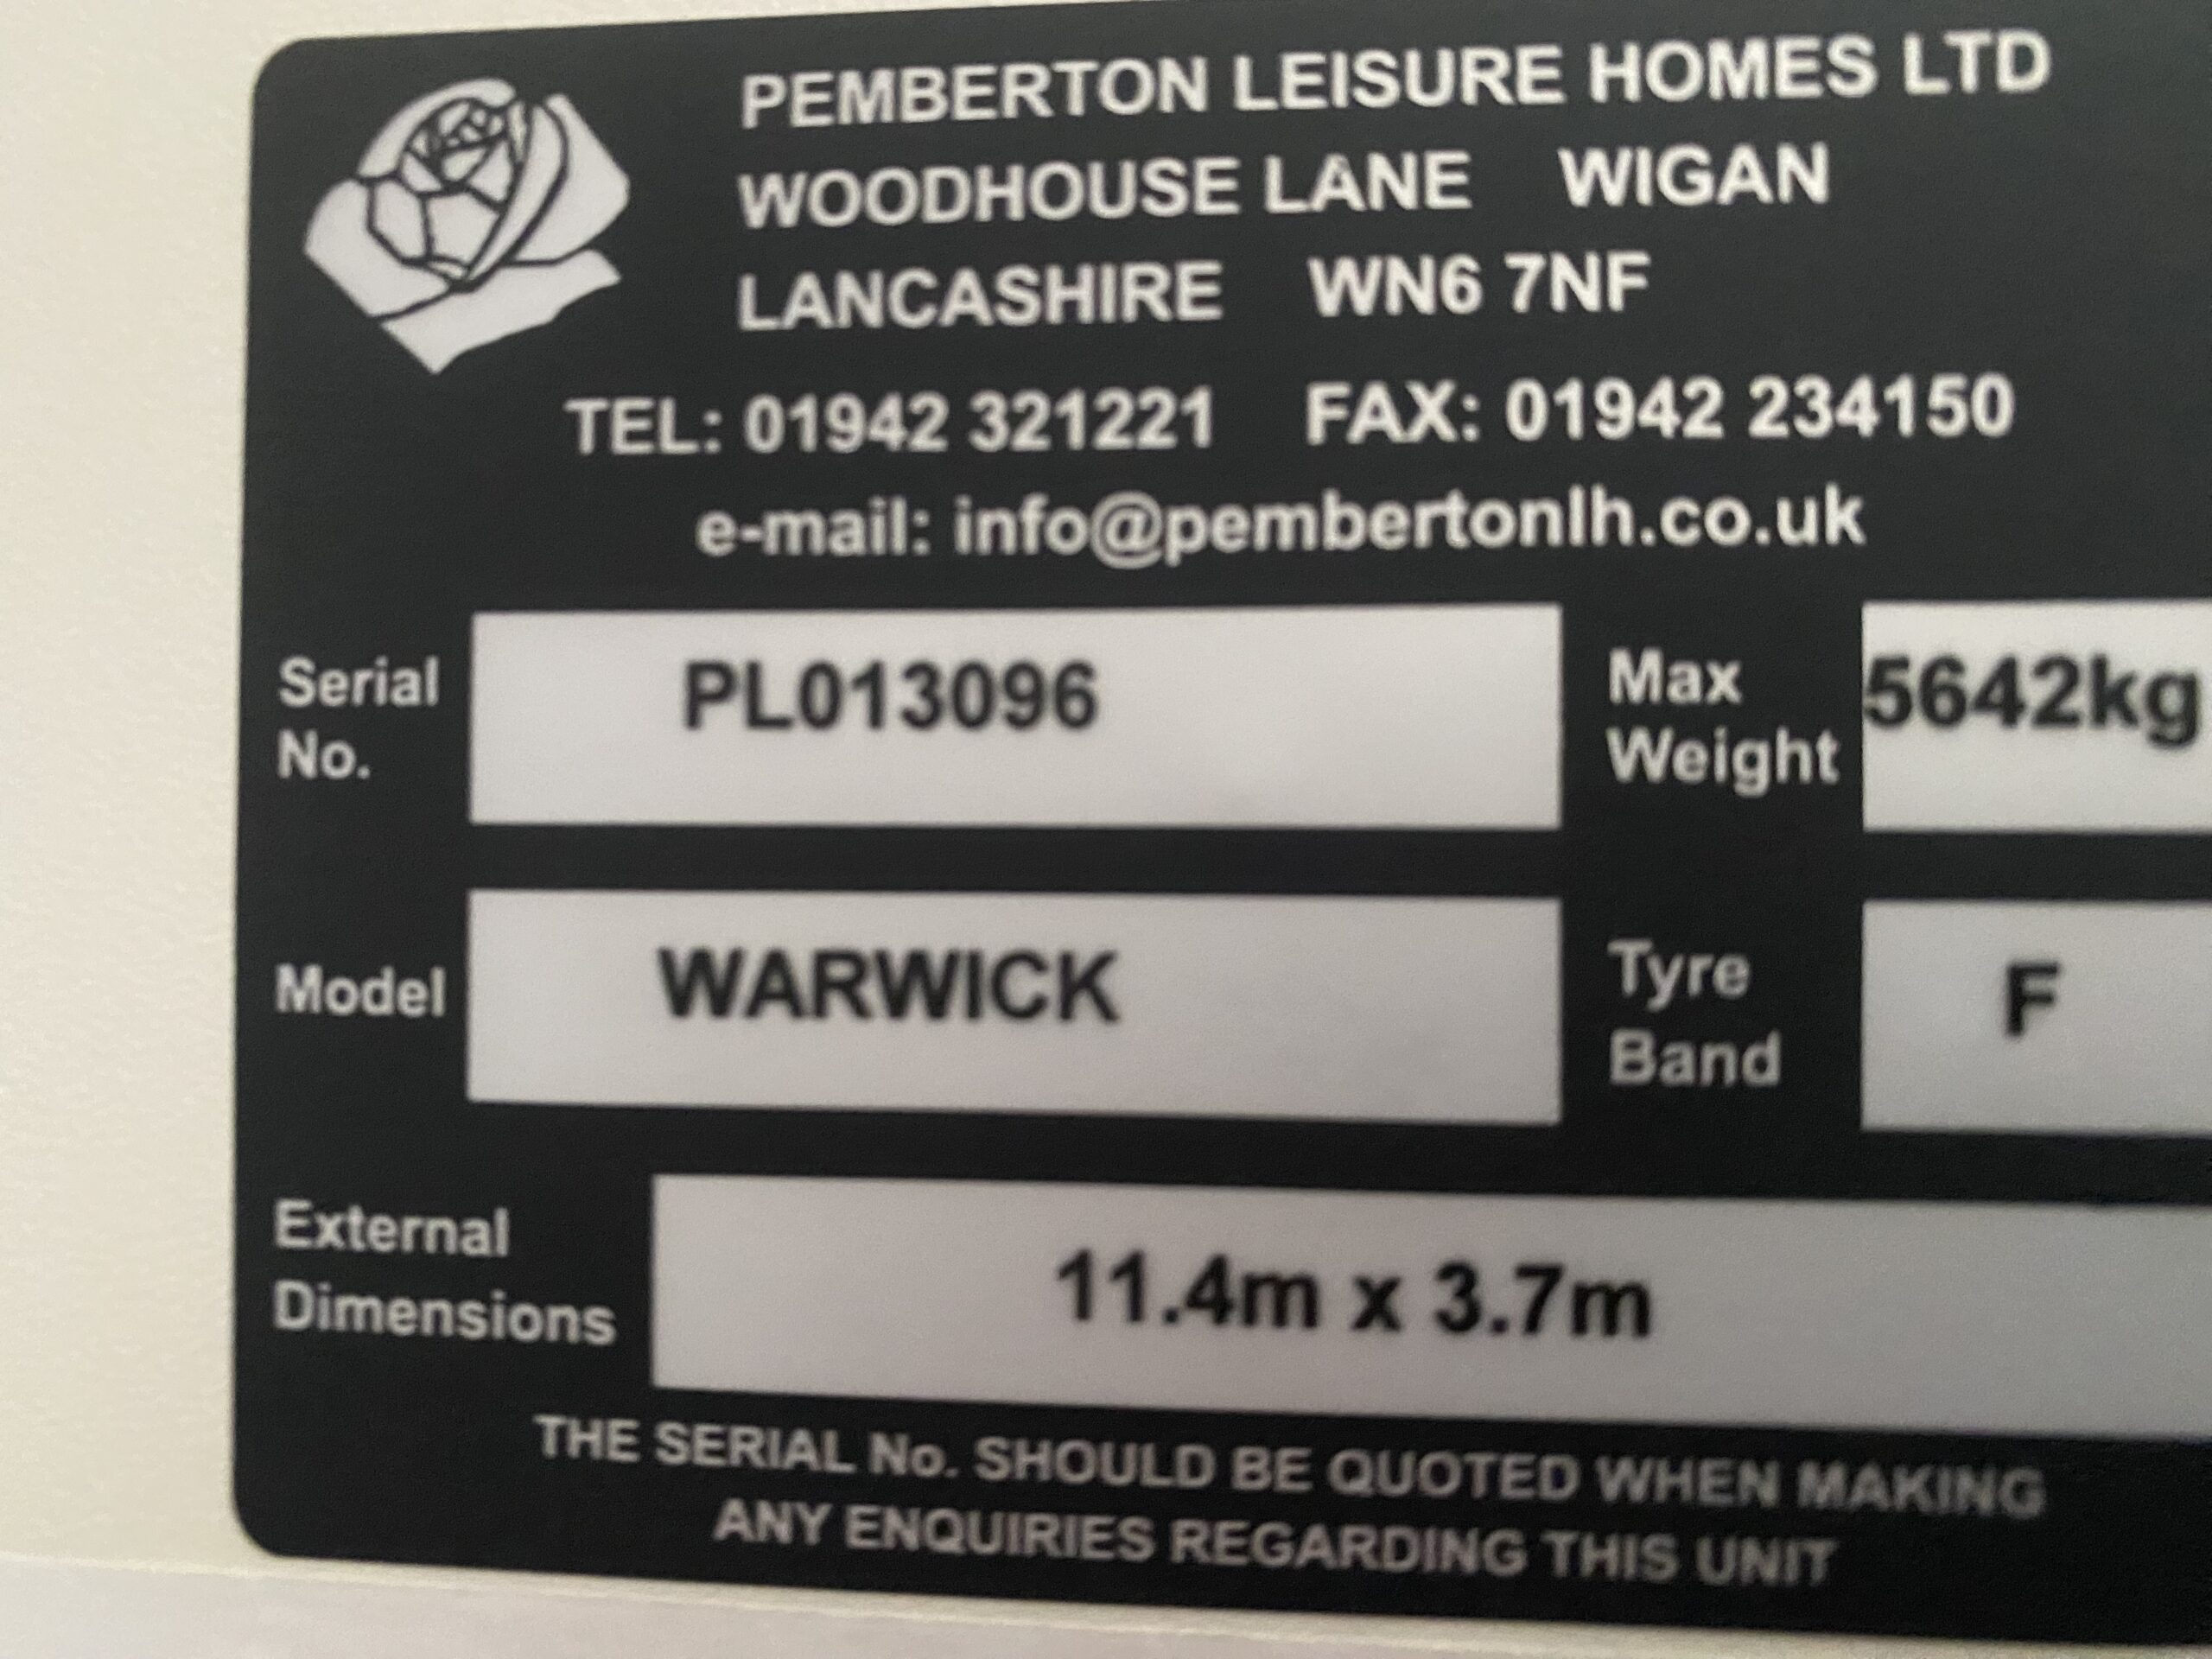 PEMBERTON LEISURE HOMES LTD
WOODHOUSE LANE WIGAN
LANCASHIRE WN6 7NF
TEL: 01942 321221 FAX: 01942 234150
e-mail: info@pembertonlh.co.uk
Serial No. PL013096 Max Weight 5642kg
Model WARWICK Tyre Band F
External Dimensions 11.4m x 3.7m
THE SERIAL No. SHOULD BE QUOTED WHEN MAKING
ANY ENQUIRIES REGARDING THIS UNIT